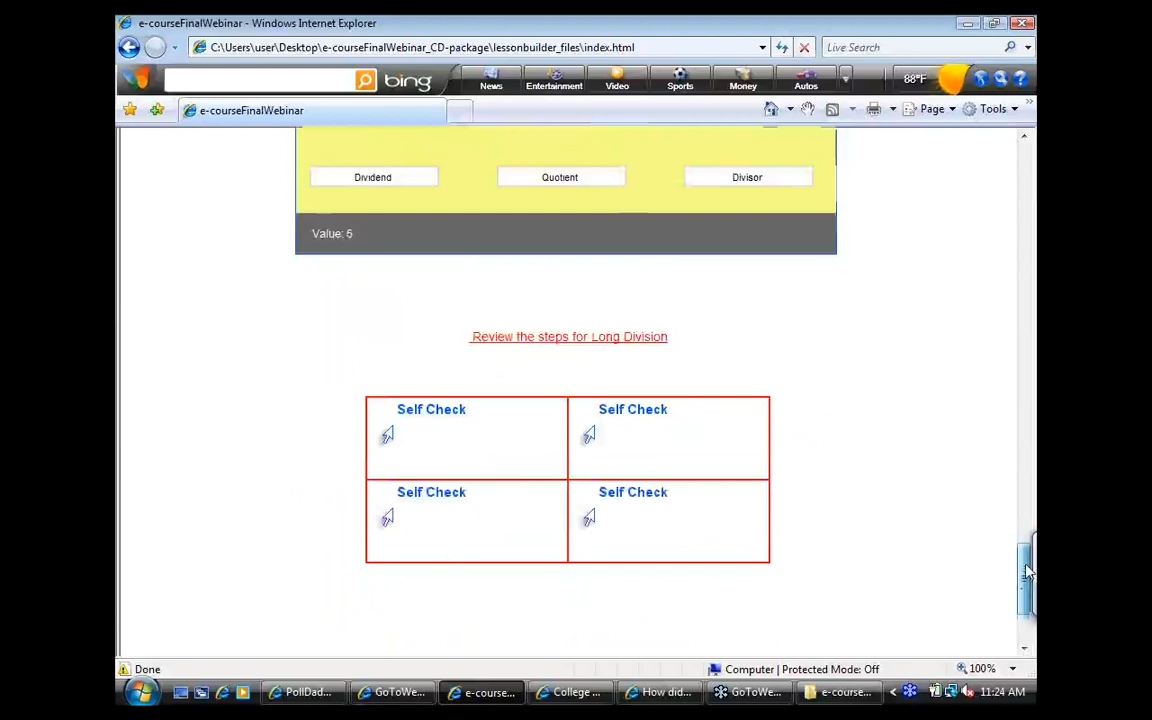 e-courseFinalWebinar - Windows Internet Explorer
C:\Users\user\Desktop\e-courseFinalWebinar_CD-package\lessonbuilder_files\index.html
Live Search
bing
News
Entertainment
Video
Sports
Money
Autos
88°F
e-courseFinalWebinar
Page
Tools
Dividend
Quotient
Divisor
Value: 5
Review the steps for Long Division
Self Check
Self Check
Self Check
Self Check
Done
Computer | Protected Mode: Off
100%
PollDad...
GoToWe...
e-course...
College ...
How did...
GoToWe...
e-course...
11:24 AM